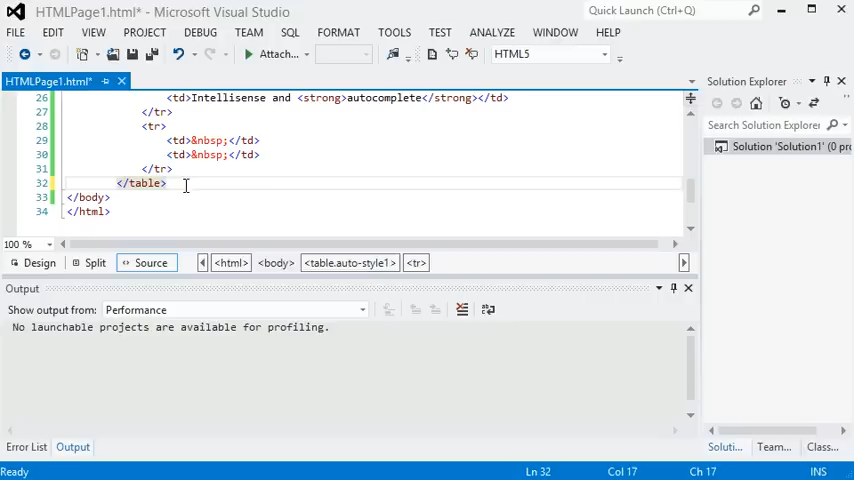 HTMLPage1.html* - Microsoft Visual Studio
Quick Launch (Ctrl+Q)
FILE EDIT VIEW PROJECT DEBUG TEAM SQL FORMAT TOOLS TEST ANALYZE WINDOW HELP
Attach... HTML5
HTMLPage1.html*
Solution Explorer
26 <td>Intellisense and <strong>autocomplete</strong></td>
27 </tr>
28 <tr>
29 <td>&nbsp;</td>
30 <td>&nbsp;</td>
31 </tr>
32 </table>
33 </body>
34 </html>
Search Solution Explorer
Solution 'Solution1' (0 pro
100 %
Design Split Source <html> <body> <table.auto-style1> <tr>
Output
Show output from: Performance
No launchable projects are available for profiling.
Error List Output
Soluti... Team... Class...
Ready Ln 32 Col 17 Ch 17 INS